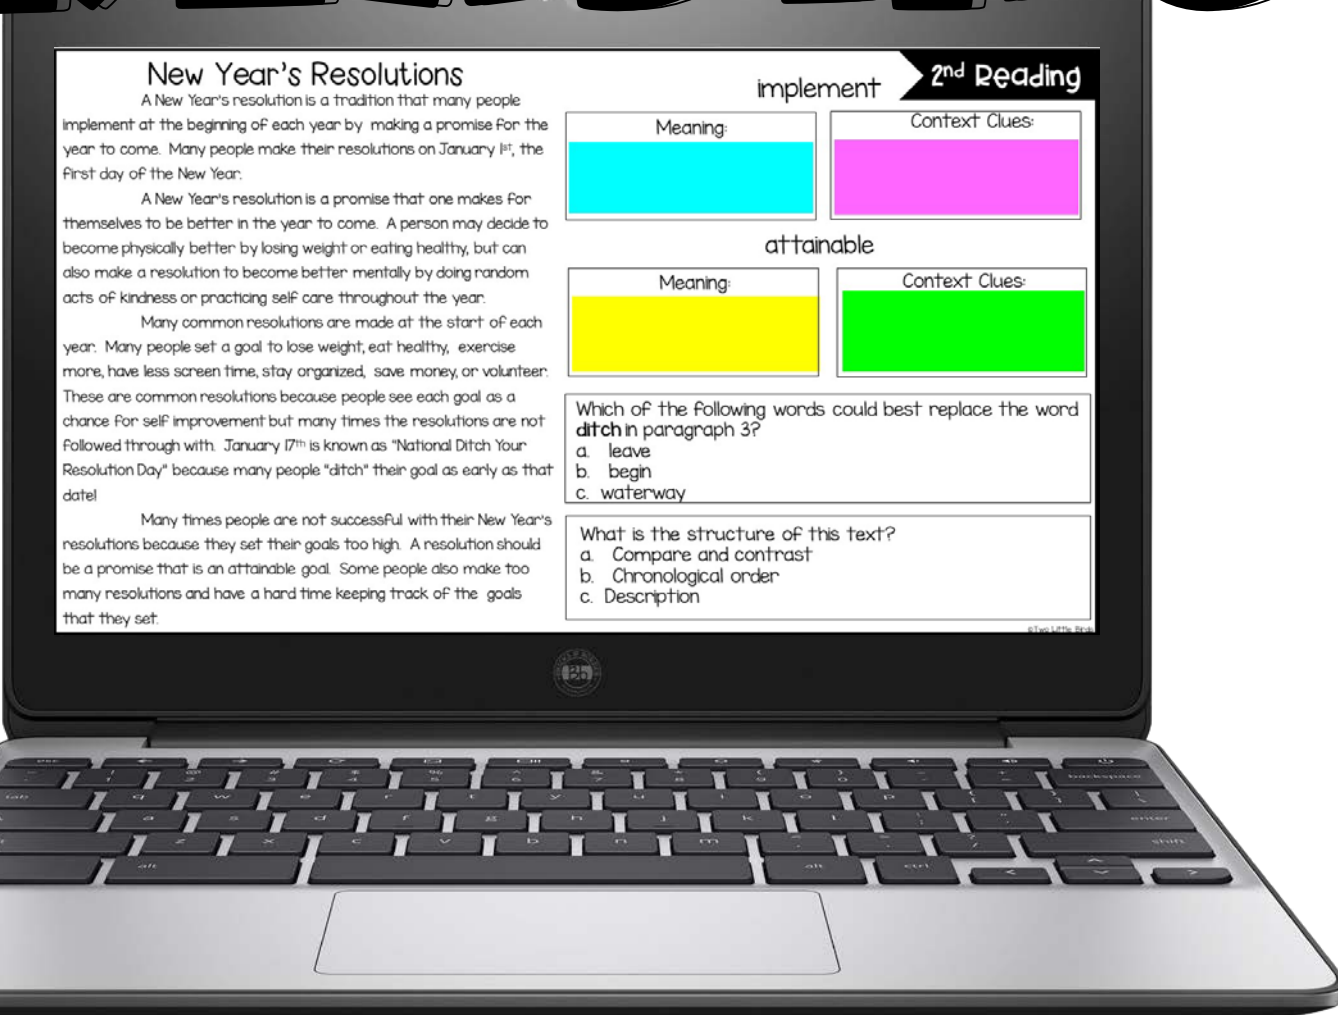 New Year's Resolutions
A New Year's resolution is a tradition that many people
implement at the beginning of each year by making a promise for the
year to come. Many people make their resolutions on January 1st, the
first day of the New Year.
A New Year's resolution is a promise that one makes for
themselves to be better in the year to come. A person may decide to
become physically better by losing weight or eating healthy, but can
also make a resolution to become better mentally by doing random
acts of kindness or practicing self care throughout the year.
Many common resolutions are made at the start of each
year. Many people set a goal to lose weight, eat healthy, exercise
more, have less screen time, stay organized, save money, or volunteer.
These are common resolutions because people see each goal as a
chance for self improvement but many times the resolutions are not
followed through with. January 17th is known as "National Ditch Your
Resolution Day" because many people "ditch" their goal as early as that
date!
Many times people are not successful with their New Year's
resolutions because they set their goals too high. A resolution should
be a promise that is an attainable goal. Some people also make too
many resolutions and have a hard time keeping track of the goals
that they set.
2nd Reading
implement
Meaning:
Context Clues:
attainable
Meaning:
Context Clues:
Which of the following words could best replace the word
ditch in paragraph 3?
a. leave
b. begin
c. waterway
What is the structure of this text?
a. Compare and contrast
b. Chronological order
c. Description
©Two Little Birds
backspace
tab
q w e r t y u i o p
enter
a s d f g h j k l
shift
z x c v b n m
alt
alt
ctrl